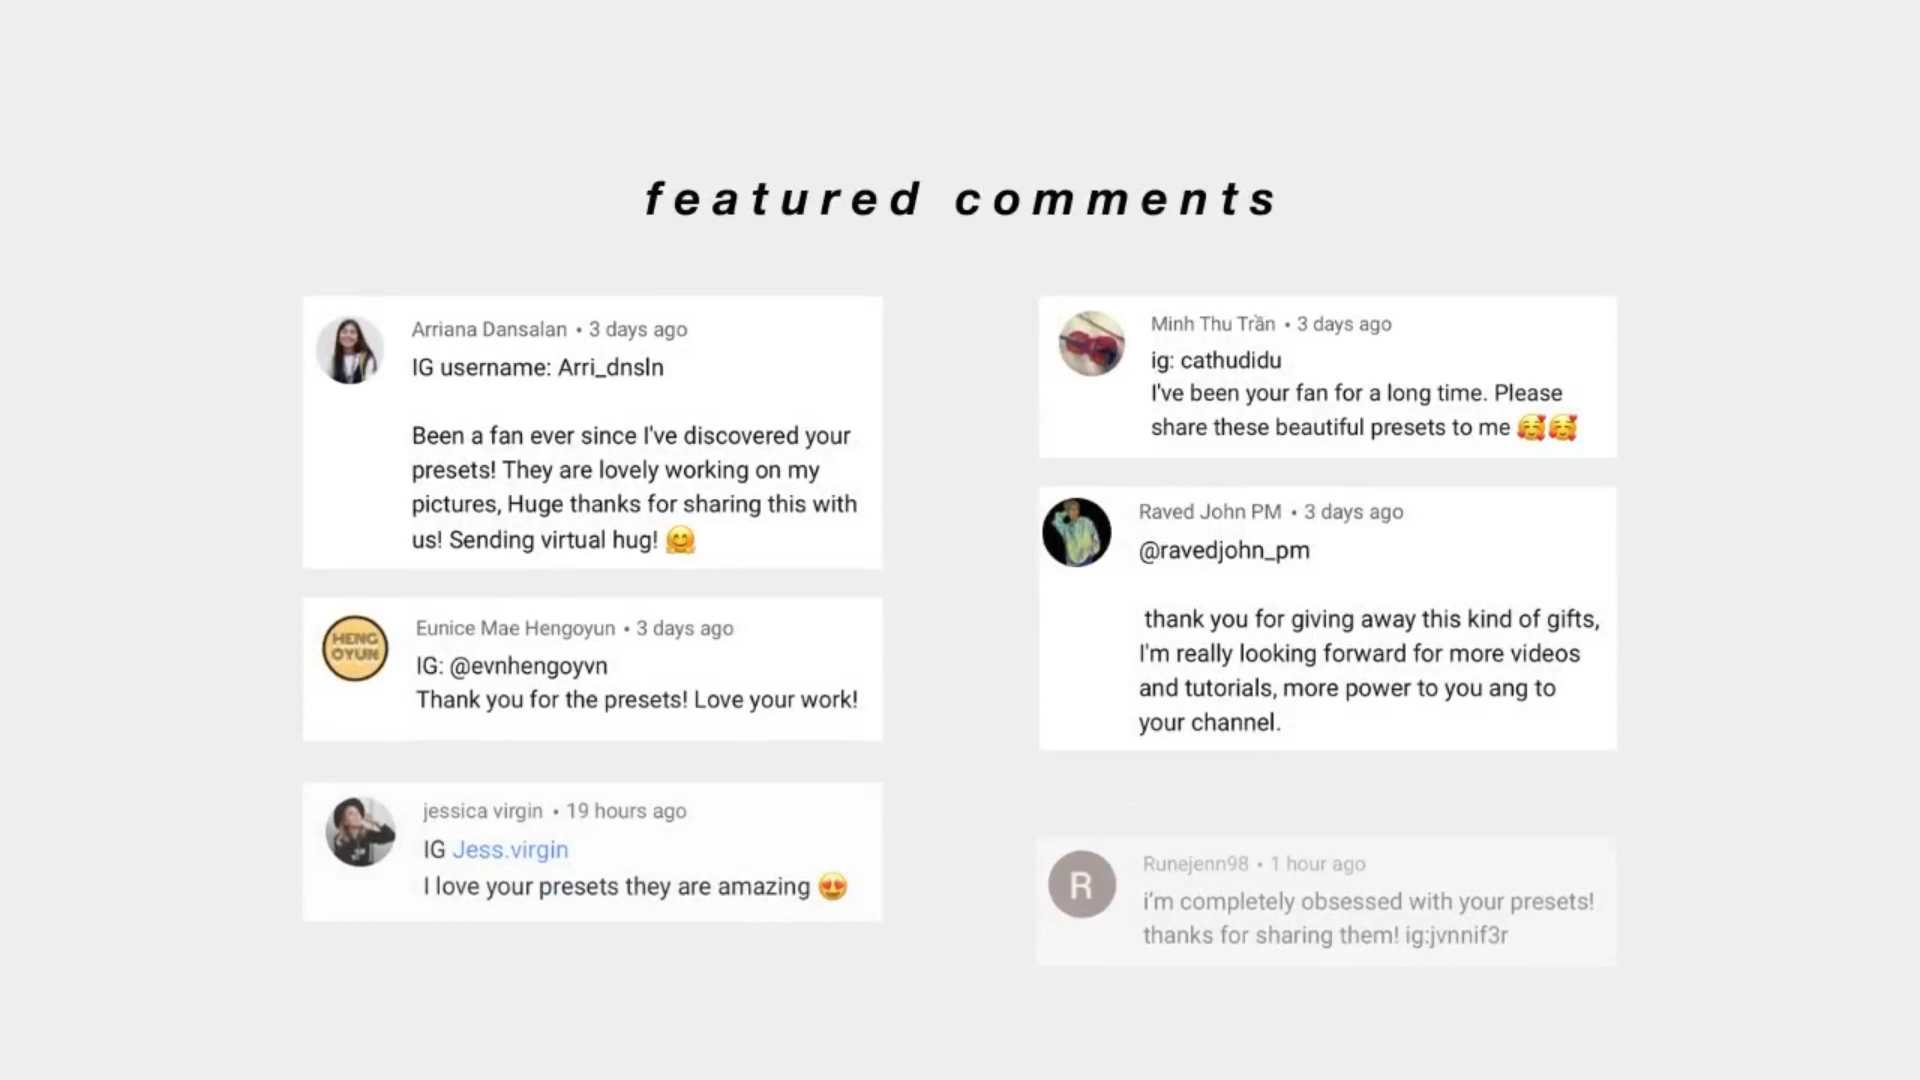 featured comments
Arriana Dansalan • 3 days ago
IG username: Arri_dnsln
Been a fan ever since I've discovered your
presets! They are lovely working on my
pictures, Huge thanks for sharing this with
us! Sending virtual hug! 🤗
HENG
OYUN
Eunice Mae Hengoyun • 3 days ago
IG: @evnhengoyvn
Thank you for the presets! Love your work!
jessica virgin • 19 hours ago
IG Jess.virgin
I love your presets they are amazing 😍
Minh Thu Trần • 3 days ago
ig: cathudidu
I've been your fan for a long time. Please
share these beautiful presets to me 🥰🥰
Raved John PM • 3 days ago
@ravedjohn_pm
thank you for giving away this kind of gifts,
I'm really looking forward for more videos
and tutorials, more power to you ang to
your channel.
R
Runejenn98 • 1 hour ago
i'm completely obsessed with your presets!
thanks for sharing them! ig:jvnnif3r